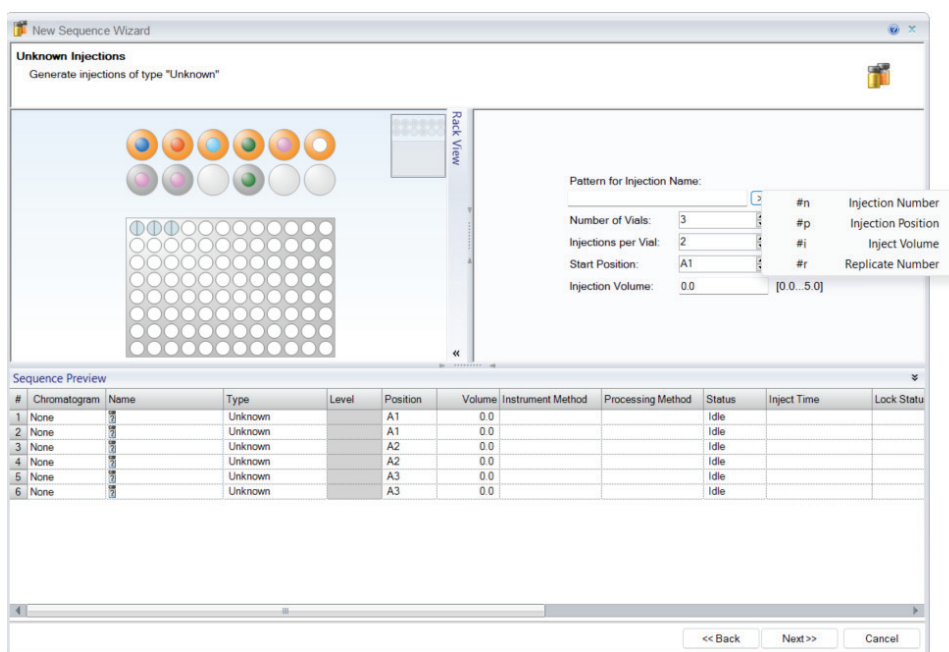 New Sequence Wizard
Unknown Injections
Generate injections of type "Unknown"
Rack View
«
Pattern for Injection Name:
>
#n Injection Number
#p Injection Position
#i Inject Volume
#r Replicate Number
Number of Vials: 3
Injections per Vial: 2
Start Position: A1
Injection Volume: 0.0 [0.0...5.0]
Sequence Preview
# Chromatogram Name Type Level Position Volume Instrument Method Processing Method Status Inject Time Lock Statu
1 None Unknown A1 0.0 Idle
2 None Unknown A1 0.0 Idle
3 None Unknown A2 0.0 Idle
4 None Unknown A2 0.0 Idle
5 None Unknown A3 0.0 Idle
6 None Unknown A3 0.0 Idle
<< Back Next >> Cancel